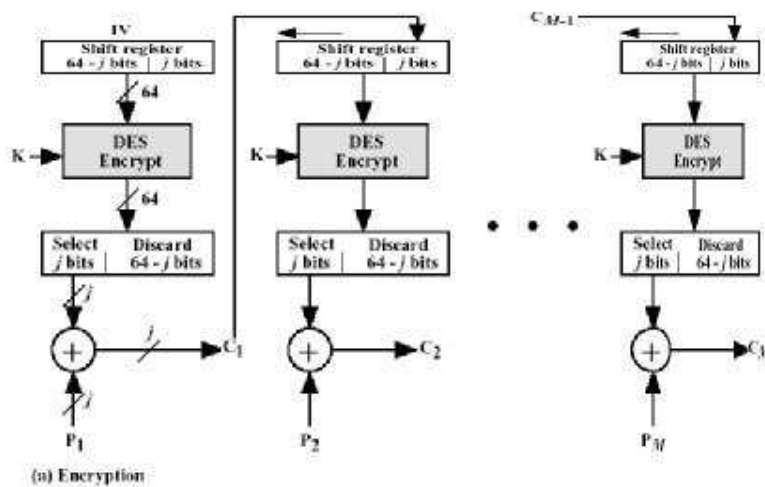 IV
Shift register
64 - j bits | j bits
64
K
DES
Encrypt
64
Select
j bits
Discard
64 - j bits
j
j
C1
j
P1
Shift register
64 - j bits | j bits
K
DES
Encrypt
Select
j bits
Discard
64 - j bits
C2
P2
CM-1
Shift register
64 - j bits | j bits
K
DES
Encrypt
Select
j bits
Discard
64 - j bits
PM
(a) Encryption